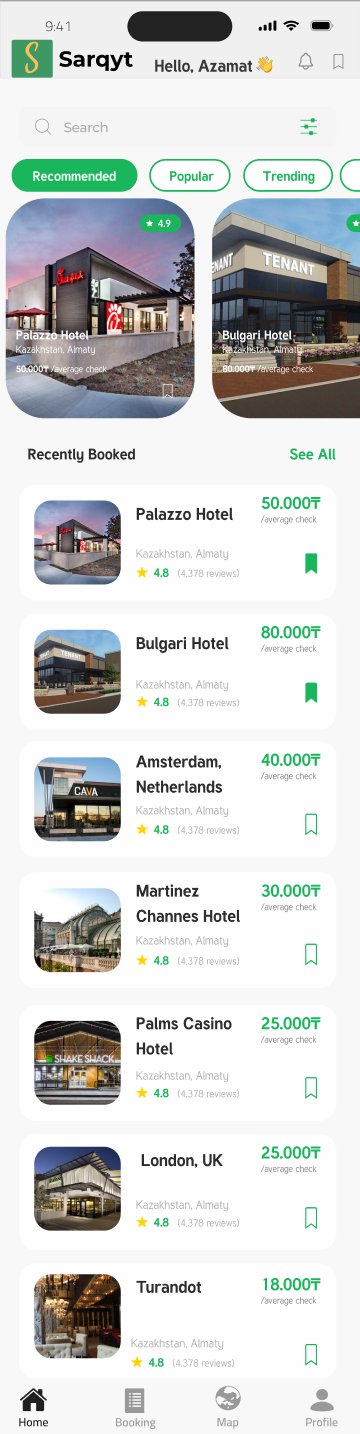 9:41
S Sarqyt
Hello, Azamat 👋
Search
Recommended Popular Trending
4.9
Palazzo Hotel
Kazakhstan, Almaty
50.000₸ /average check
TENANT
Bulgari Hotel
Kazakhstan, Almaty
80.000₸ /average check
Recently Booked See All
Palazzo Hotel
50.000₸
/average check
Kazakhstan, Almaty
4.8 (4,378 reviews)
TENANT
Bulgari Hotel
80.000₸
/average check
Kazakhstan, Almaty
4.8 (4,378 reviews)
CAVA
Amsterdam,
Netherlands
40.000₸
/average check
Kazakhstan, Almaty
4.8 (4,378 reviews)
Martinez
Channes Hotel
30.000₸
/average check
Kazakhstan, Almaty
4.8 (4,378 reviews)
SHAKE SHACK
Palms Casino
Hotel
25.000₸
/average check
Kazakhstan, Almaty
4.8 (4,378 reviews)
London, UK
25.000₸
/average check
Kazakhstan, Almaty
4.8 (4,378 reviews)
Turandot
18.000₸
/average check
Kazakhstan, Almaty
4.8 (4,378 reviews)
Home Booking Map Profile